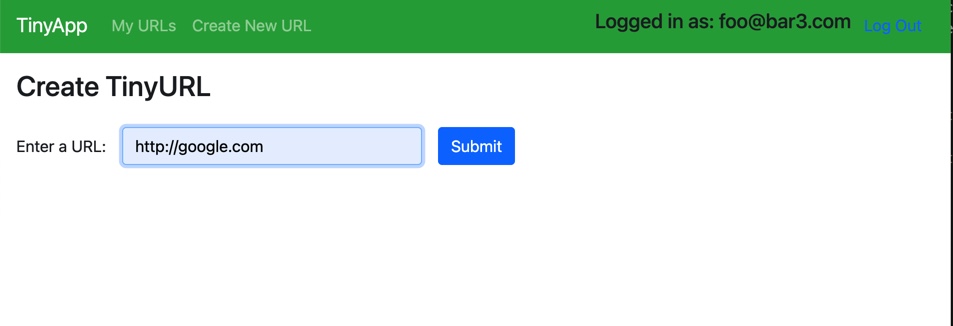 TinyApp My URLs Create New URL Logged in as: foo@bar3.com Log Out
Create TinyURL
Enter a URL: http://google.com Submit